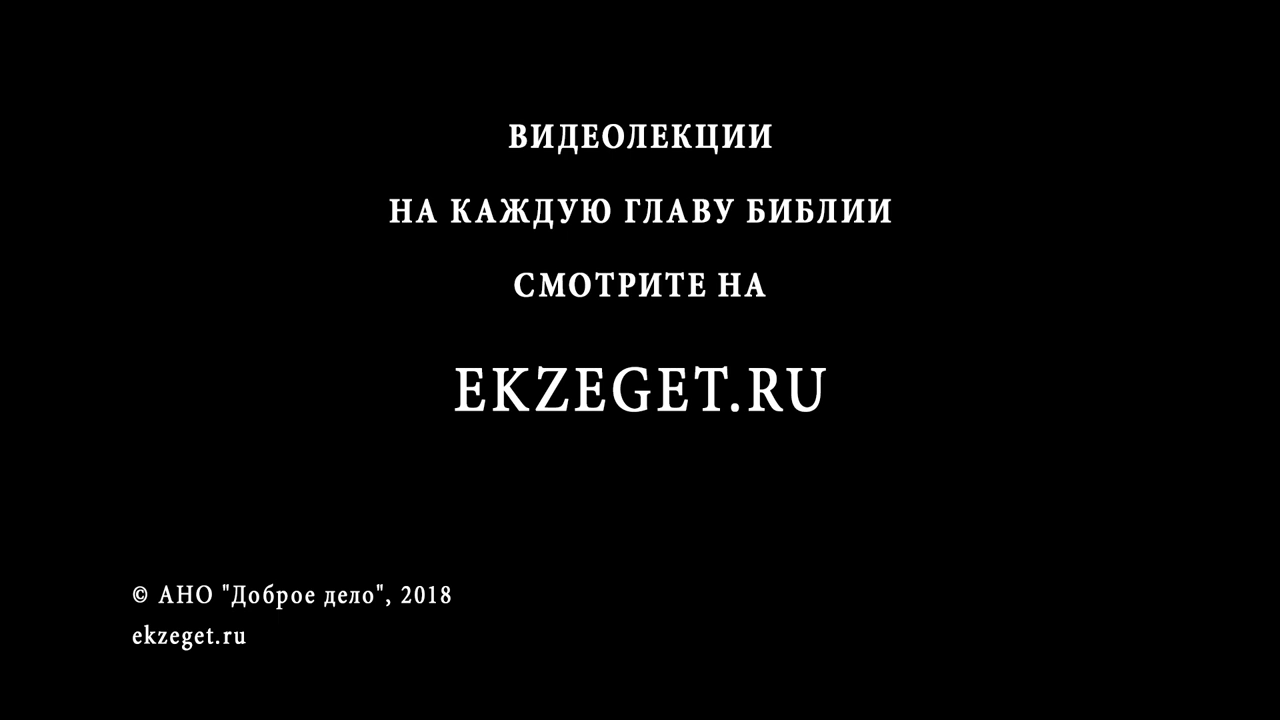 ВИДЕОЛЕКЦИИ
НА КАЖДУЮ ГЛАВУ БИБЛИИ
СМОТРИТЕ НА
EKZEGET.RU
© АНО "Доброе дело", 2018
ekzeget.ru